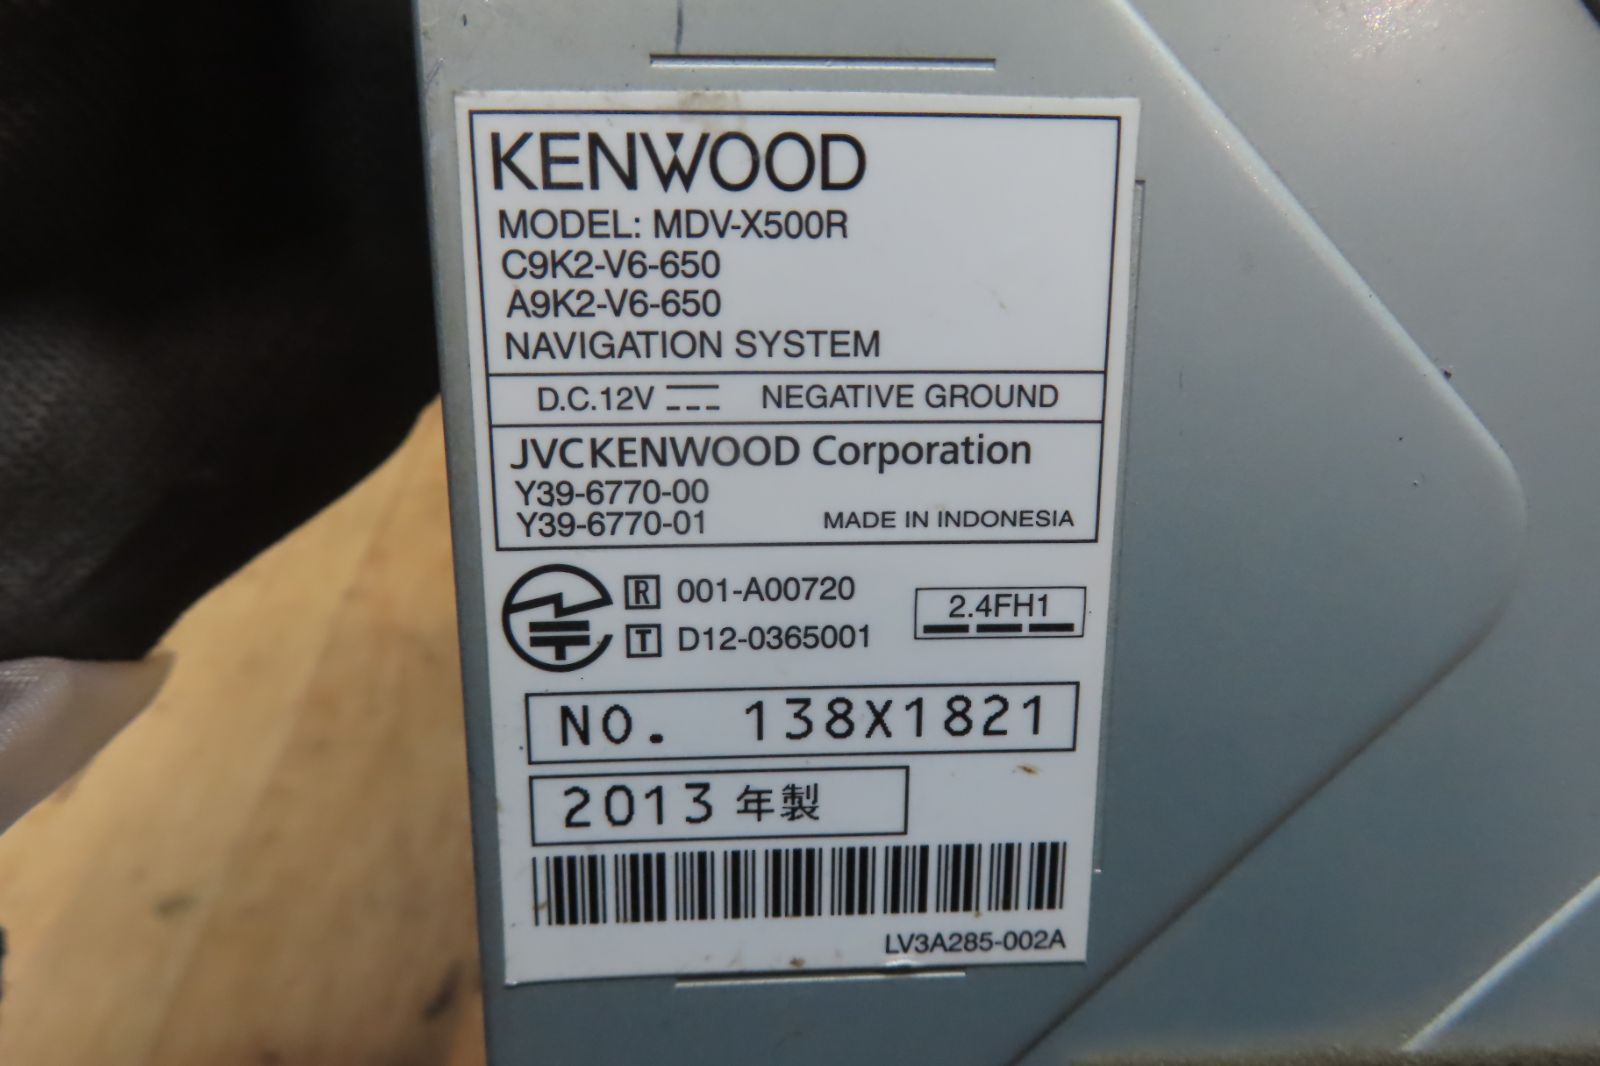 KENWOOD
MODEL: MDV-X500R
C9K2-V6-650
A9K2-V6-650
NAVIGATION SYSTEM
D.C.12V NEGATIVE GROUND
JVCKENWOOD Corporation
Y39-6770-00
Y39-6770-01 MADE IN INDONESIA
R 001-A00720
T D12-0365001
2.4FH1
NO. 138X1821
2013 年製
LV3A285-002A